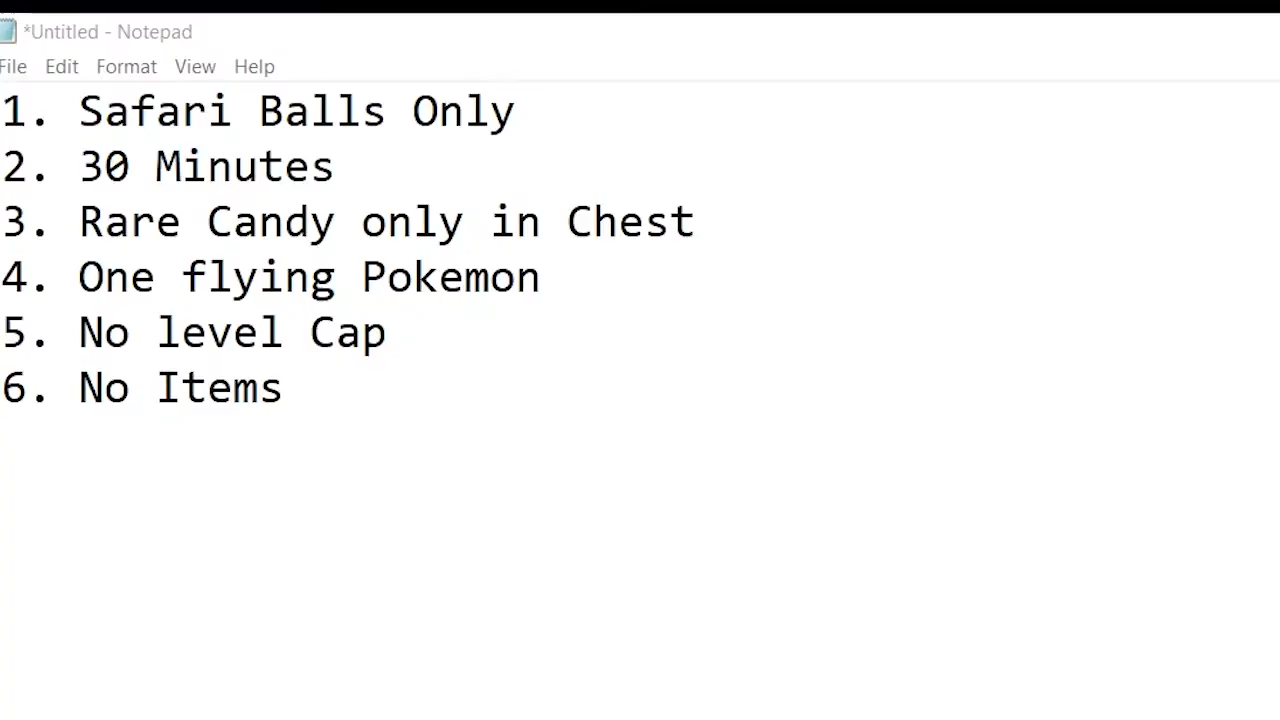 *Untitled - Notepad
File Edit Format View Help
1. Safari Balls Only
2. 30 Minutes
3. Rare Candy only in Chest
4. One flying Pokemon
5. No level Cap
6. No Items